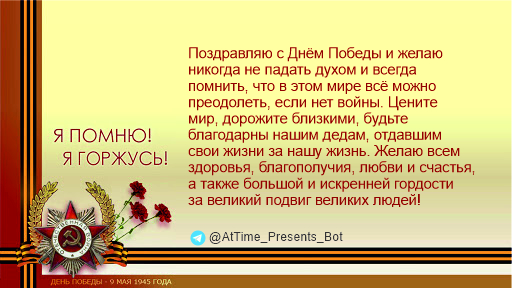 Поздравляю с Днём Победы и желаю
никогда не падать духом и всегда
помнить, что в этом мире всё можно
преодолеть, если нет войны. Цените
мир, дорожите близкими, будьте
благодарны нашим дедам, отдавшим
свои жизни за нашу жизнь. Желаю всем
здоровья, благополучия, любви и счастья,
а также большой и искренней гордости
за великий подвиг великих людей!
Я ПОМНЮ!
Я ГОРЖУСЬ!
@AtTime_Presents_Bot
ДЕНЬ ПОБЕДЫ - 9 МАЯ 1945 ГОДА